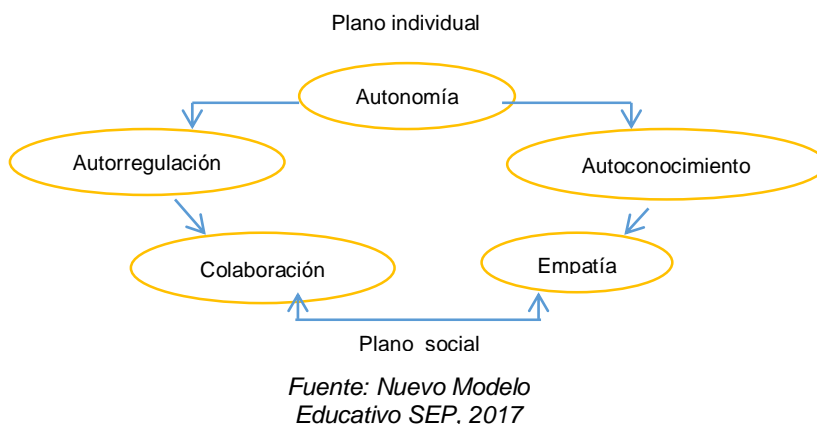 Plano individual
Autonomía
Autorregulación
Autoconocimiento
Colaboración
Empatía
Plano social
Fuente: Nuevo Modelo
Educativo SEP, 2017